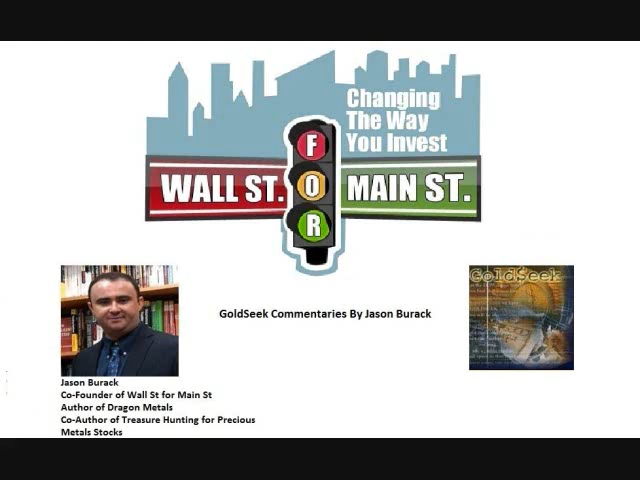 Changing
The Way
You Invest
WALL ST.
F
O
R
MAIN ST.
GoldSeek
GoldSeek Commentaries By Jason Burack
Jason Burack
Co-Founder of Wall St for Main St
Author of Dragon Metals
Co-Author of Treasure Hunting for Precious
Metals Stocks